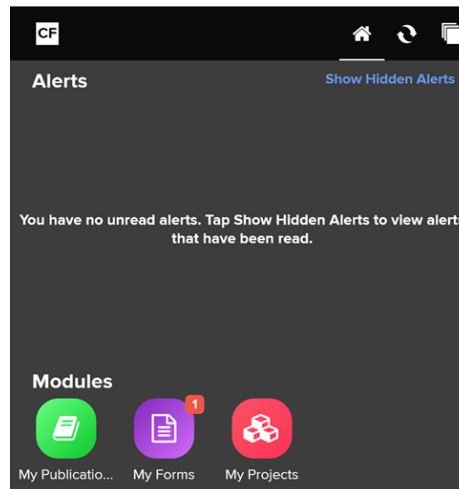 CF
Alerts
Show Hidden Alerts
You have no unread alerts. Tap Show Hidden Alerts to view alerts
that have been read.
Modules
1
My Publicatio...
My Forms
My Projects